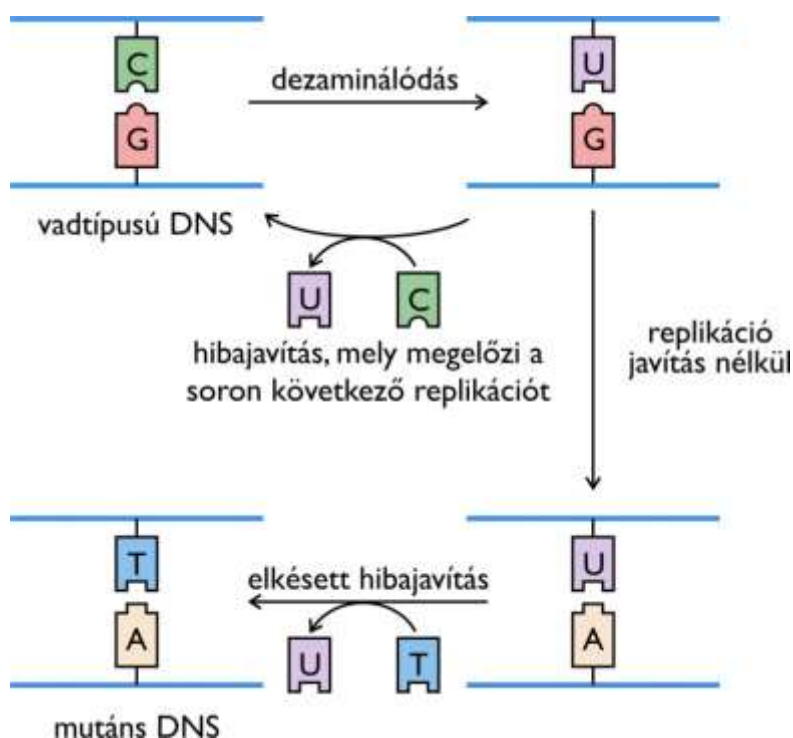 C
G
dezaminálódás
U
G
vadtípusú DNS
U
C
hibajavítás, mely megelőzi a
soron következő replikációt
replikáció
javítás nélkül
T
A
elkésett hibajavítás
U
T
U
A
mutáns DNS